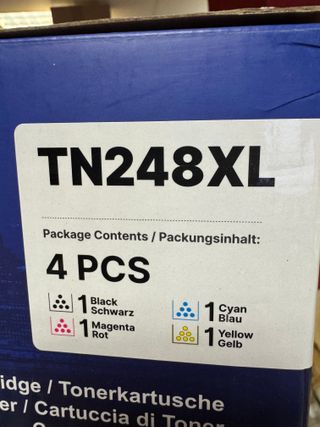 TN248XL
Package Contents / Packungsinhalt:
4 PCS
1 Black Schwarz
1 Cyan Blau
1 Magenta Rot
1 Yellow Gelb
idge / Tonerkartusche
er / Cartuccia di Toner